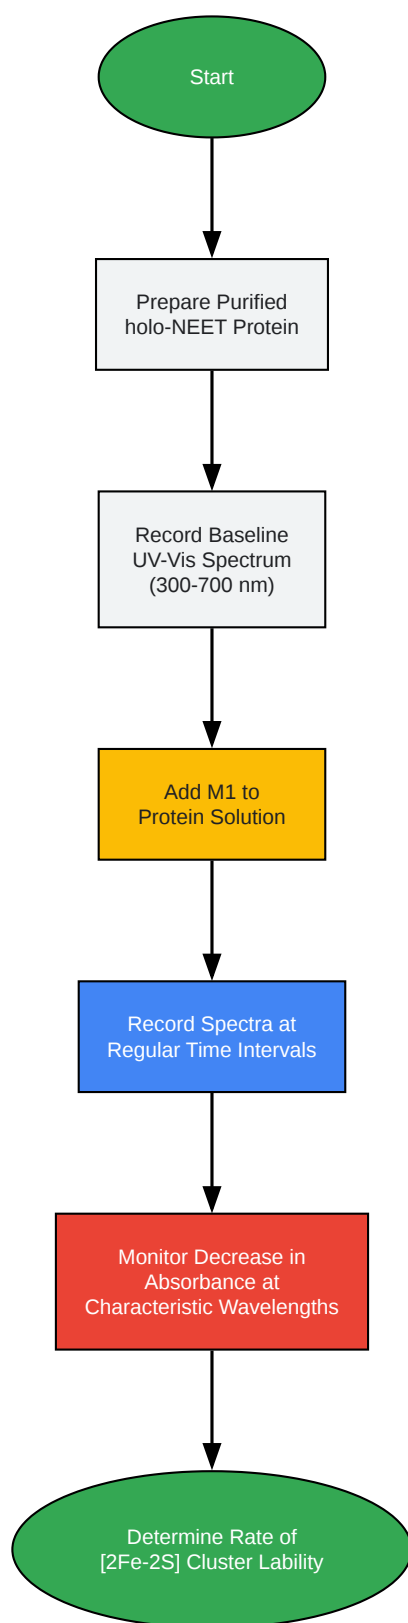 Start
Prepare Purified
holo-NEET Protein
Record Baseline
UV-Vis Spectrum
(300-700 nm)
Add M1 to
Protein Solution
Record Spectra at
Regular Time Intervals
Monitor Decrease in
Absorbance at
Characteristic Wavelengths
Determine Rate of
[2Fe-2S] Cluster Lability